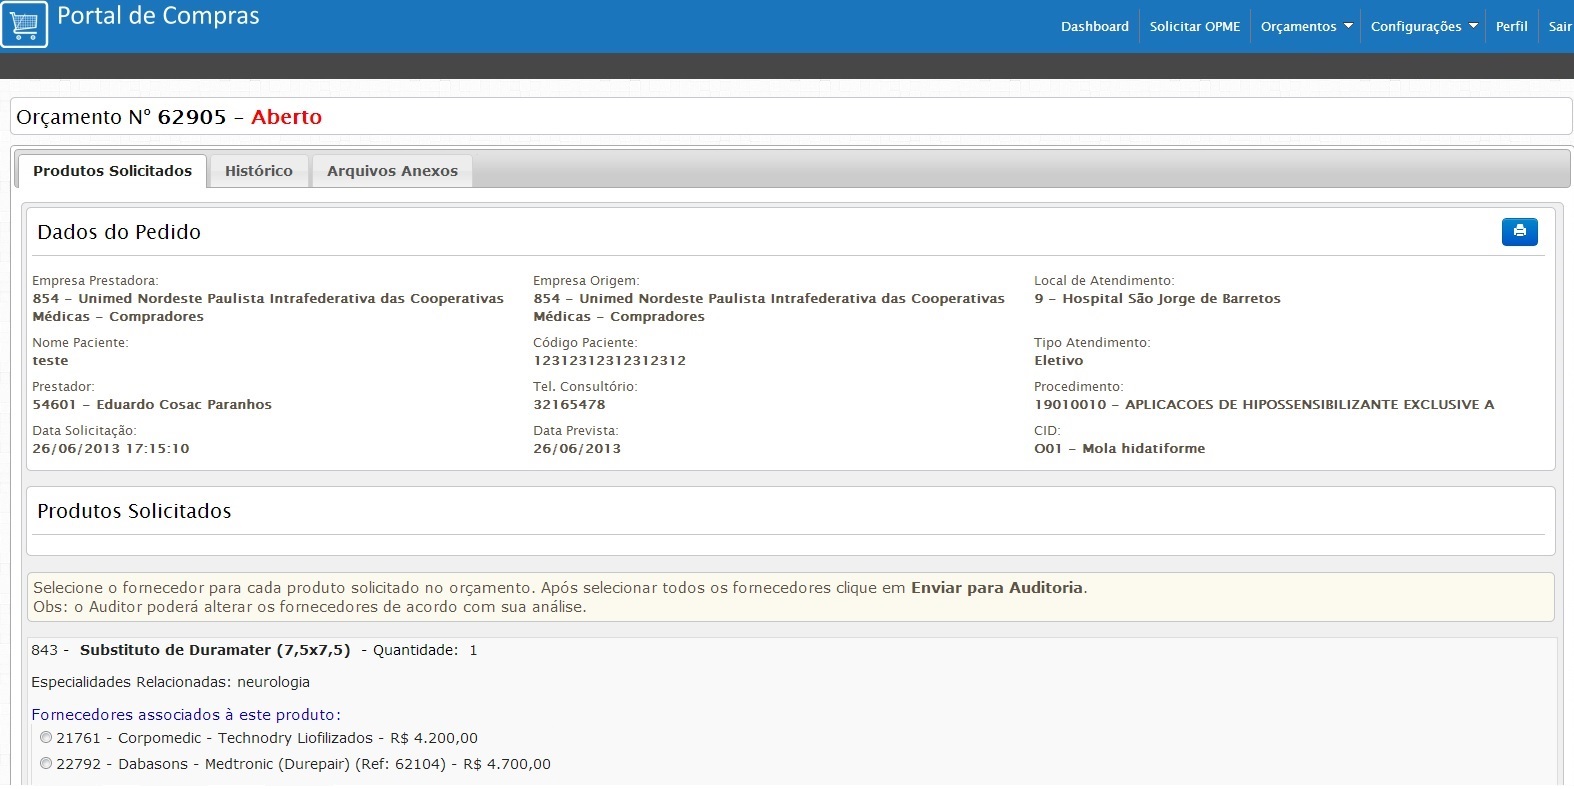 Portal de Compras
Dashboard Solicitar OPME Orçamentos Configurações Perfil Sair
Orçamento N° 62905 - Aberto
Produtos Solicitados Histórico Arquivos Anexos
Dados do Pedido
Empresa Prestadora: Empresa Origem: Local de Atendimento:
854 - Unimed Nordeste Paulista Intrafederativa das Cooperativas 854 - Unimed Nordeste Paulista Intrafederativa das Cooperativas 9 - Hospital São Jorge de Barretos
Médicas - Compradores Médicas - Compradores
Nome Paciente: Código Paciente: Tipo Atendimento:
teste 12312312312312312 Eletivo
Prestador: Tel. Consultório: Procedimento:
54601 - Eduardo Cosac Paranhos 32165478 19010010 - APLICACOES DE HIPOSSENSIBILIZANTE EXCLUSIVE A
Data Solicitação: Data Prevista: CID:
26/06/2013 17:15:10 26/06/2013 O01 - Mola hidatiforme
Produtos Solicitados
Selecione o fornecedor para cada produto solicitado no orçamento. Após selecionar todos os fornecedores clique em Enviar para Auditoria.
Obs: o Auditor poderá alterar os fornecedores de acordo com sua análise.
843 - Substituto de Duramater (7,5x7,5) - Quantidade: 1
Especialidades Relacionadas: neurologia
Fornecedores associados à este produto:
21761 - Corpomedic - Technodry Liofilizados - R$ 4.200,00
22792 - Dabasons - Medtronic (Durepair) (Ref: 62104) - R$ 4.700,00